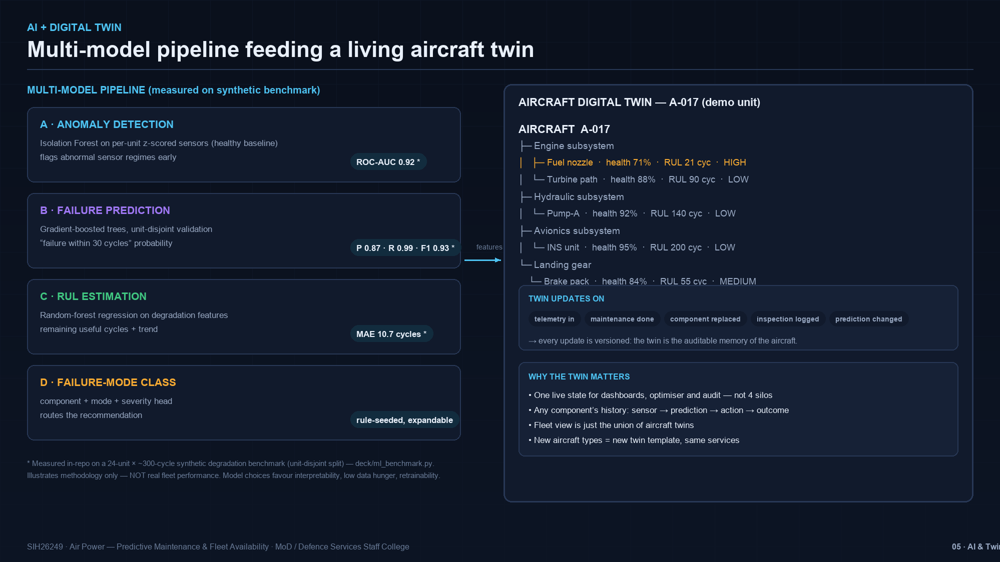 AI + DIGITAL TWIN
Multi-model pipeline feeding a living aircraft twin
MULTI-MODEL PIPELINE (measured on synthetic benchmark)
A · ANOMALY DETECTION
Isolation Forest on per-unit z-scored sensors (healthy baseline)
flags abnormal sensor regimes early
ROC-AUC 0.92 *
B · FAILURE PREDICTION
Gradient-boosted trees, unit-disjoint validation
“failure within 30 cycles” probability
P 0.87 · R 0.99 · F1 0.93 *
C · RUL ESTIMATION
Random-forest regression on degradation features
remaining useful cycles + trend
MAE 10.7 cycles *
D · FAILURE-MODE CLASS
component + mode + severity head
routes the recommendation
rule-seeded, expandable
* Measured in-repo on a 24-unit × ~300-cycle synthetic degradation benchmark (unit-disjoint split) — deck/ml_benchmark.py.
Illustrates methodology only — NOT real fleet performance. Model choices favour interpretability, low data hunger, retrainability.
features
AIRCRAFT DIGITAL TWIN — A-017 (demo unit)
AIRCRAFT  A-017
├─ Engine subsystem
│  ├─ Fuel nozzle · health 71% · RUL 21 cyc · HIGH
│  └─ Turbine path · health 88% · RUL 90 cyc · LOW
├─ Hydraulic subsystem
│  └─ Pump-A · health 92% · RUL 140 cyc · LOW
├─ Avionics subsystem
│  └─ INS unit · health 95% · RUL 200 cyc · LOW
└─ Landing gear
   └─ Brake pack · health 84% · RUL 55 cyc · MEDIUM
TWIN UPDATES ON
telemetry in maintenance done component replaced inspection logged prediction changed
→ every update is versioned: the twin is the auditable memory of the aircraft.
WHY THE TWIN MATTERS
• One live state for dashboards, optimiser and audit — not 4 silos
• Any component’s history: sensor → prediction → action → outcome
• Fleet view is just the union of aircraft twins
• New aircraft types = new twin template, same services
SIH26249 · Air Power — Predictive Maintenance & Fleet Availability · MoD / Defence Services Staff College
05 · AI & Twi